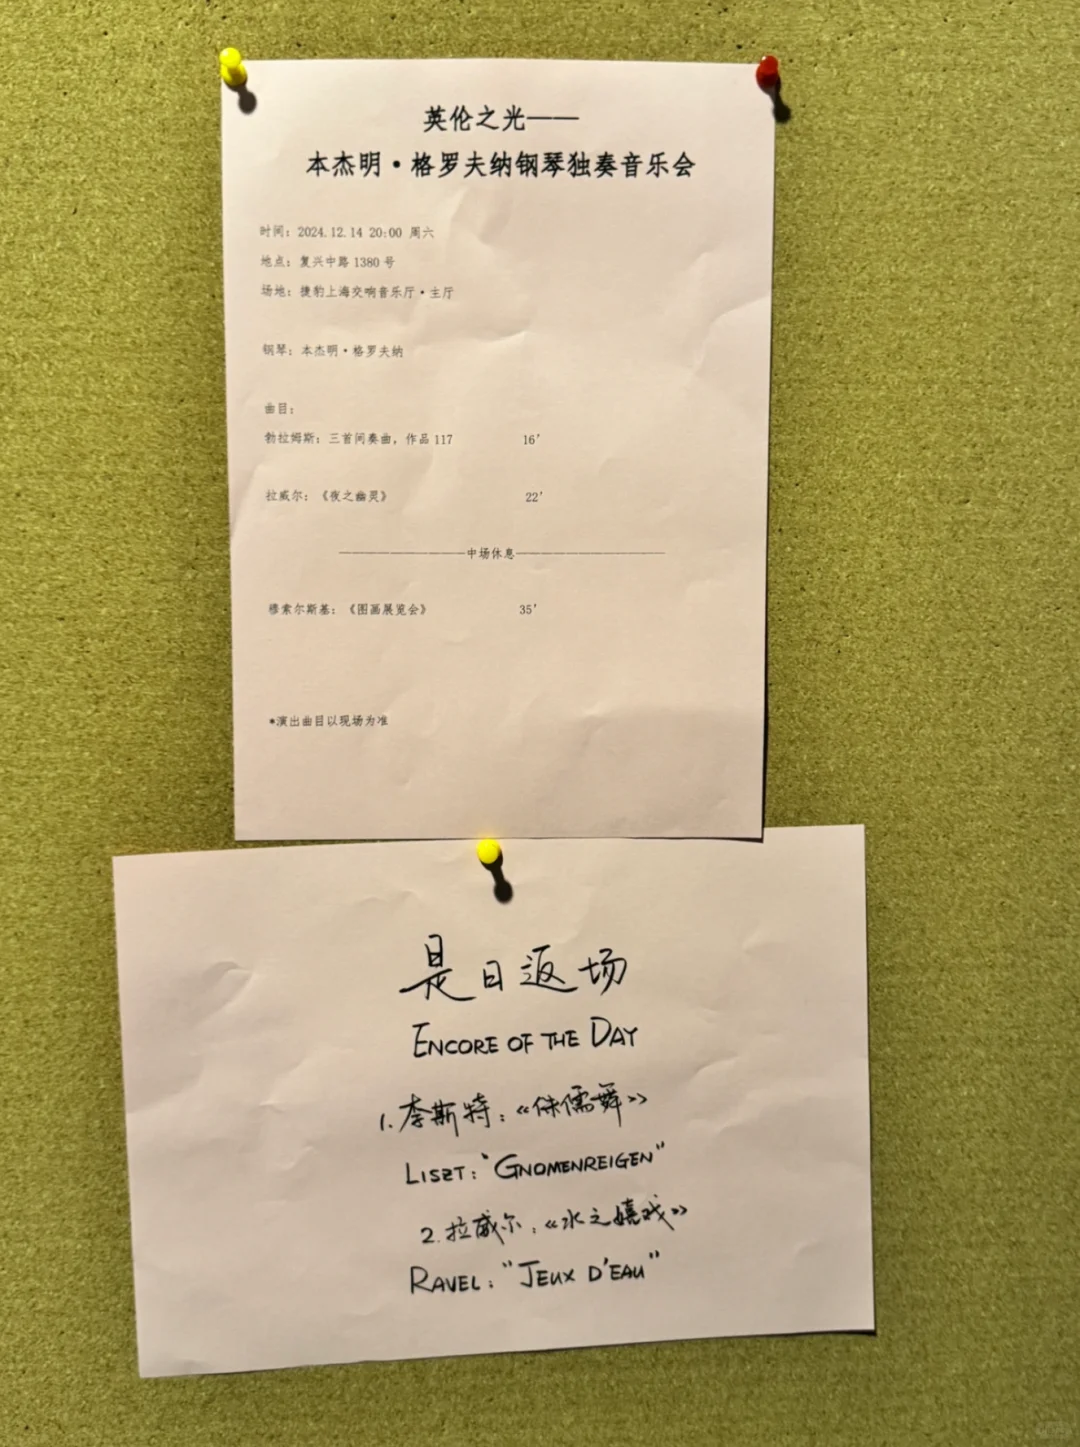 英伦之光——
本杰明·格罗夫纳钢琴独奏音乐会
时间：2024.12.14 20:00 周六
地点：复兴中路 1380 号
场地：捷豹上海交响音乐厅·主厅
钢琴：本杰明·格罗夫纳
曲目：
勃拉姆斯：三首间奏曲，作品 117 16′
拉威尔：《夜之幽灵》 22′
———————————中场休息————————————
穆索尔斯基：《图画展览会》 35′
*演出曲目以现场为准
是日返场
ENCORE OF THE DAY
1. 李斯特：《侏儒舞》
LISZT: "GNOMENREIGEN"
2. 拉威尔：《水之嬉戏》
RAVEL: "JEUX D'EAU"